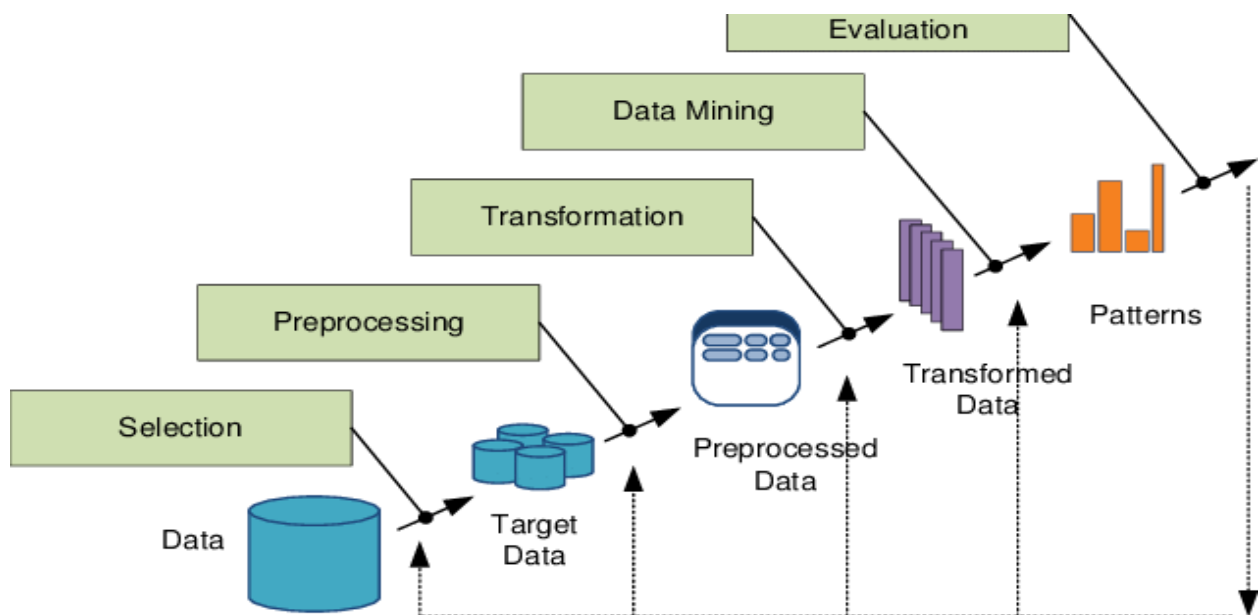 Evaluation
Data Mining
Transformation
Preprocessing
Selection
Data
Target
Data
Preprocessed
Data
Transformed
Data
Patterns